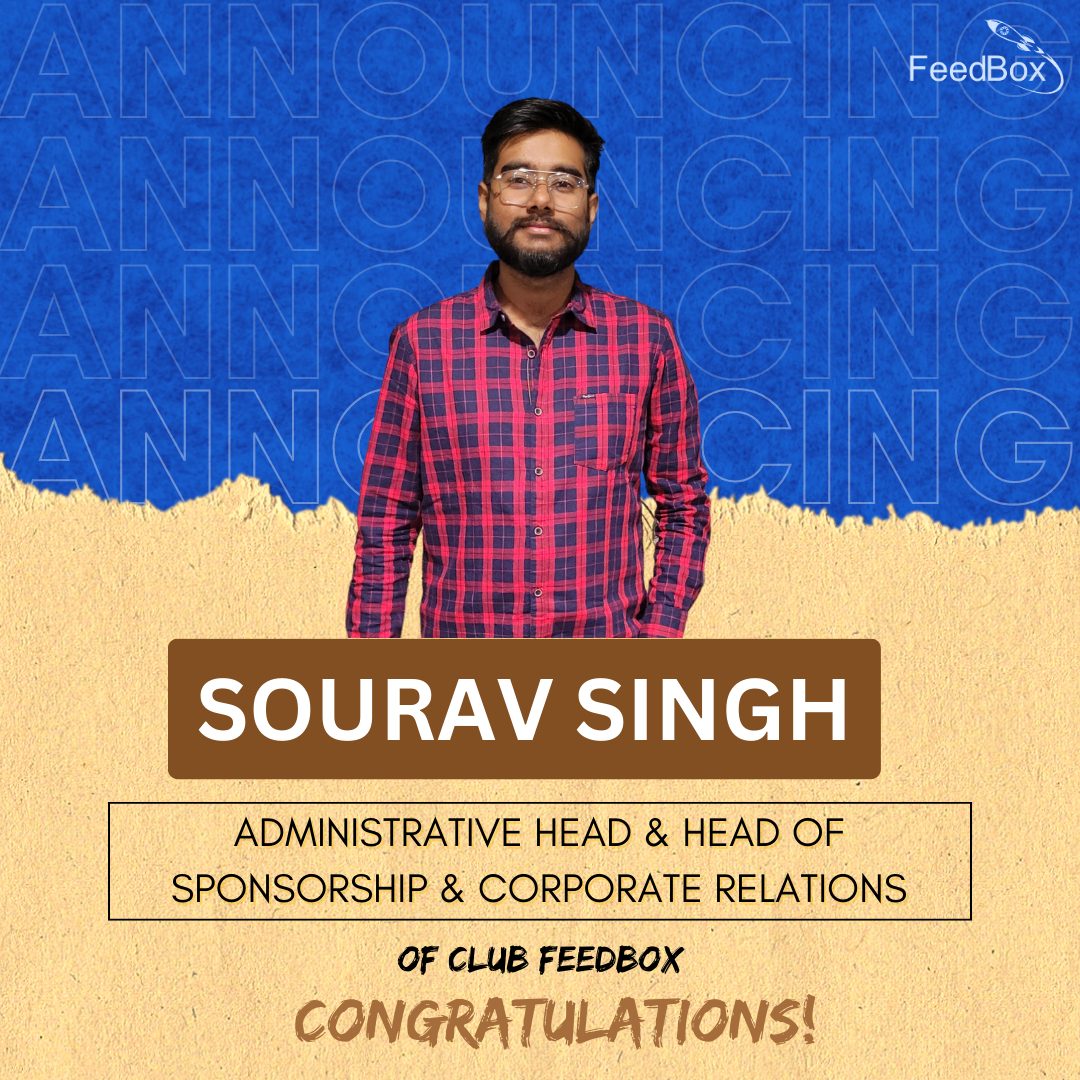 ANNOUNCING
FeedBox
ANNOUNCING
ANNOUNCING
ANNOUNCING
SOURAV SINGH
ADMINISTRATIVE HEAD & HEAD OF
SPONSORSHIP & CORPORATE RELATIONS
OF CLUB FEEDBOX
CONGRATULATIONS!